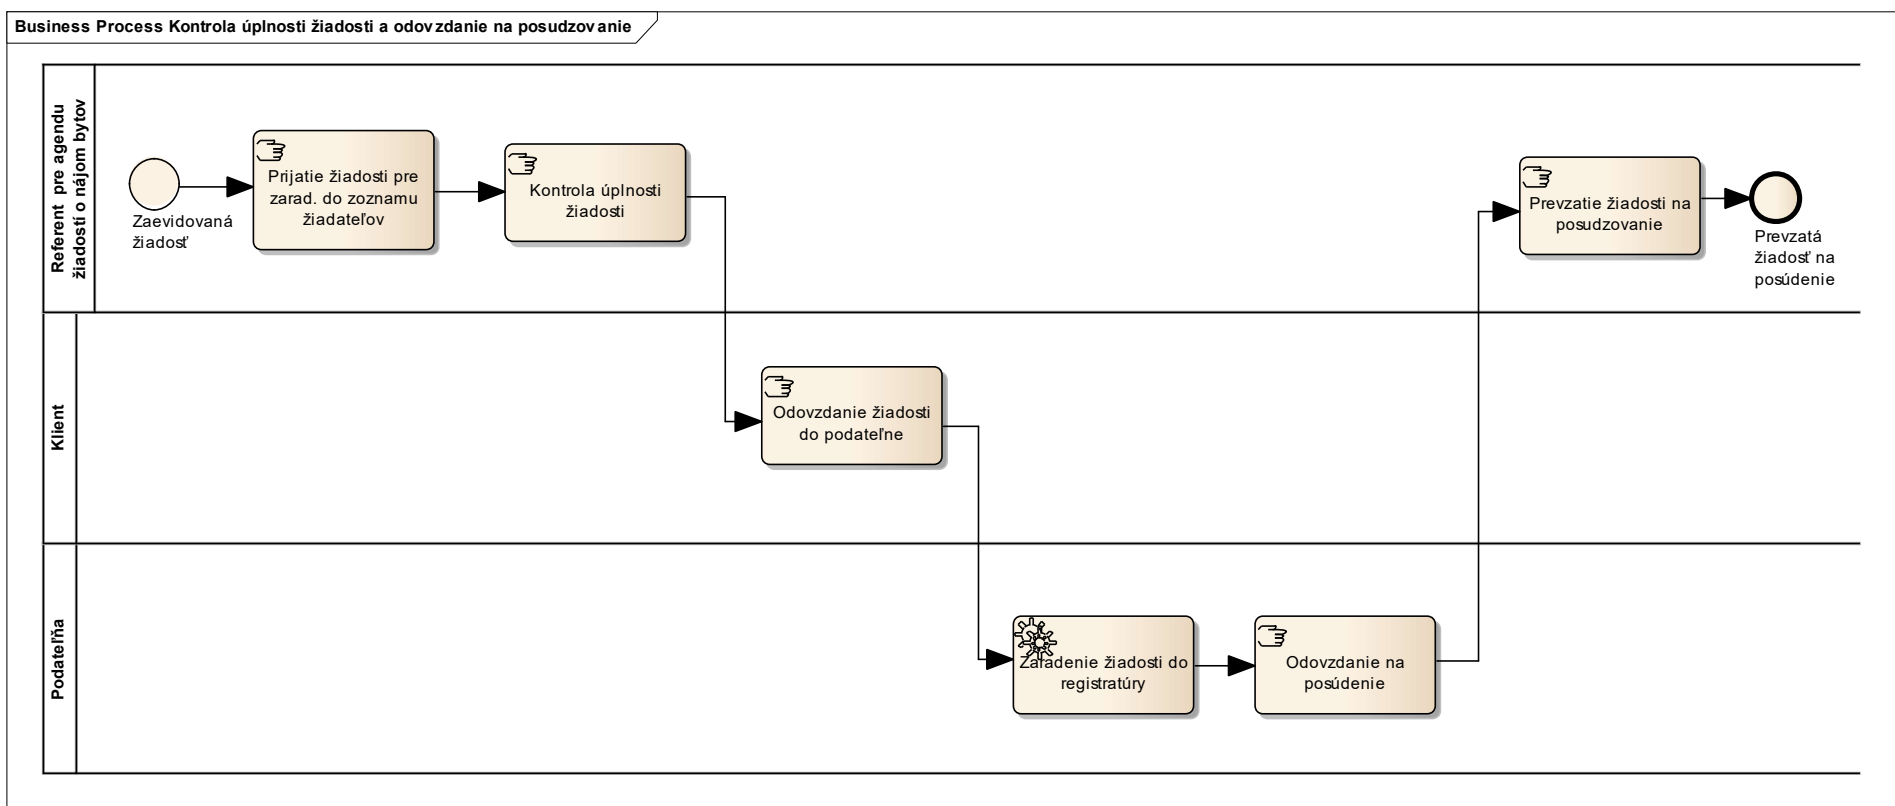 Business Process Kontrola úplnosti žiadosti a odovzdanie na posudzovanie
Referent pre agendu
žiadostí o nájom bytov
Zaevidovaná
žiadosť
Prijatie žiadosti pre
zarad. do zoznamu
žiadateľov
Kontrola úplnosti
žiadosti
Prevzatie žiadosti na
posudzovanie
Prevzatá
žiadosť na
posúdenie
Klient
Odovzdanie žiadosti
do podateľne
Podateľňa
Zaradenie žiadosti do
registratúry
Odovzdanie na
posúdenie